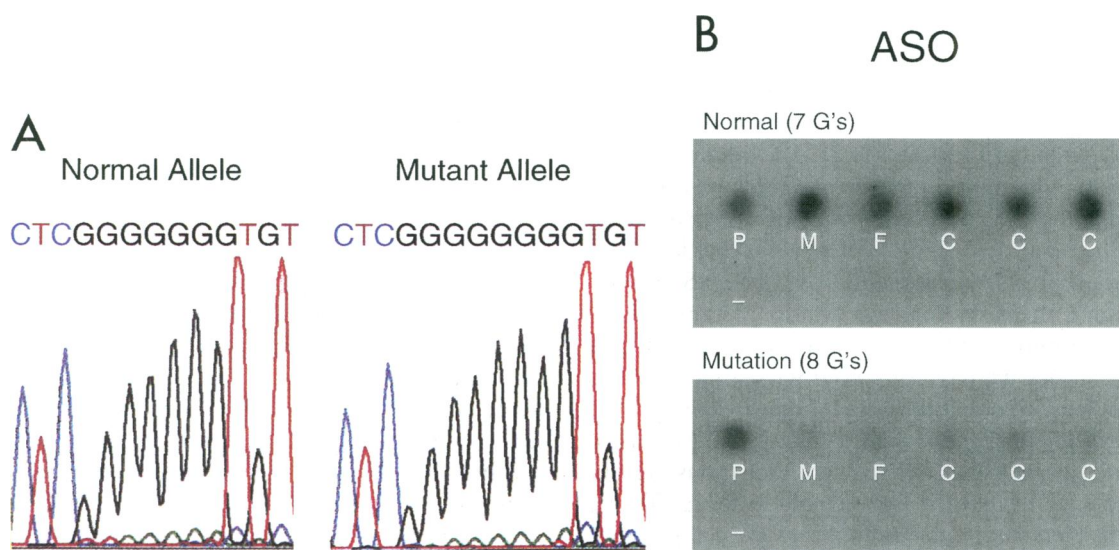 A
Normal Allele
Mutant Allele
CTCGGGGGGGTGT
CTCGGGGGGGGTGT
B
ASO
Normal (7 G's)
P M F C C C
–
Mutation (8 G's)
P M F C C C
–